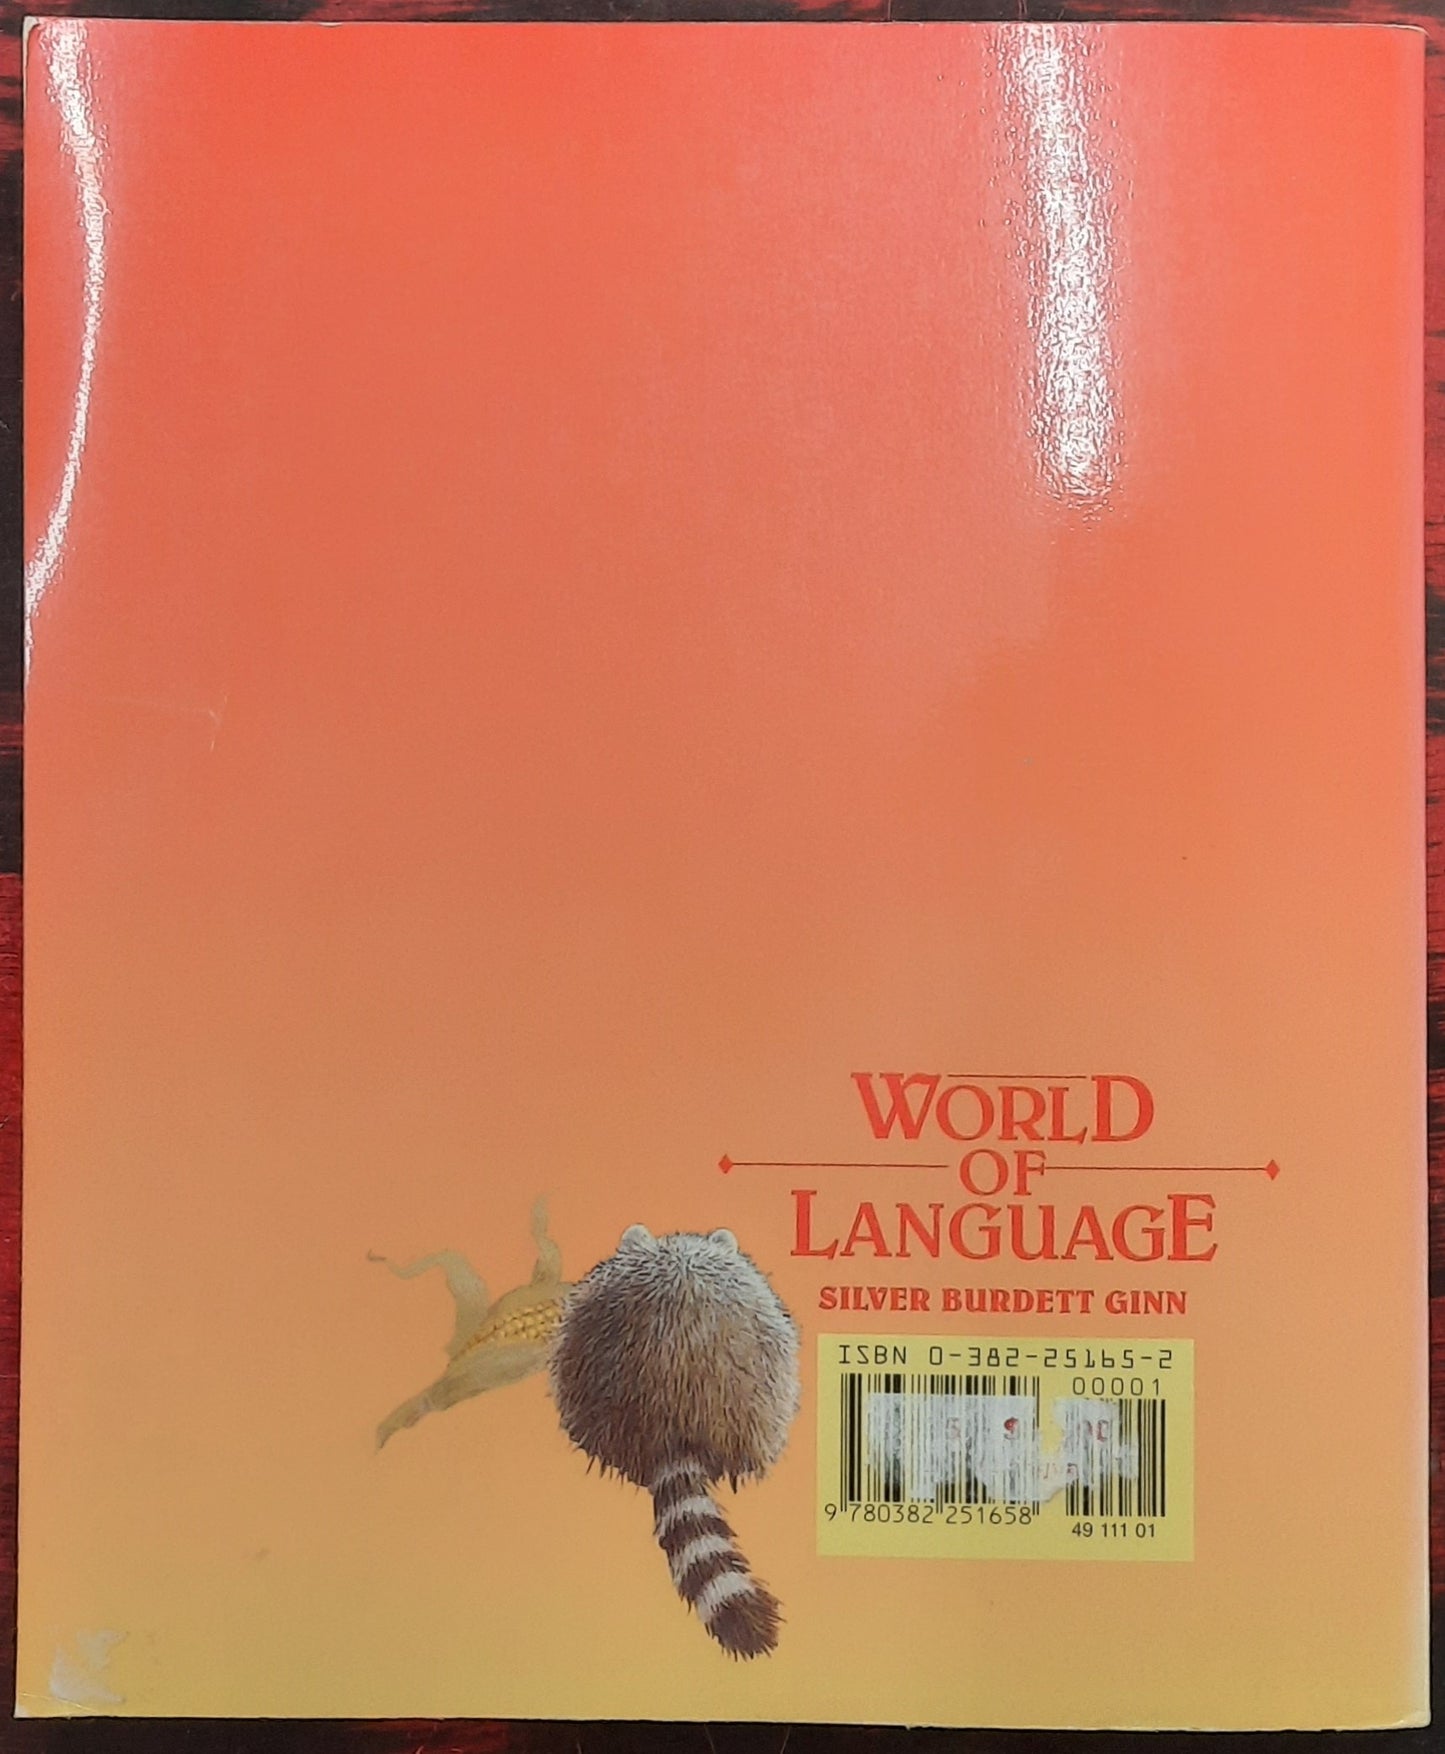 WORLD
OF
LANGUAGE
SILVER BURDETT GINN
ISBN 0-382-25165-2
00001
9 780382 251658
49 111 01